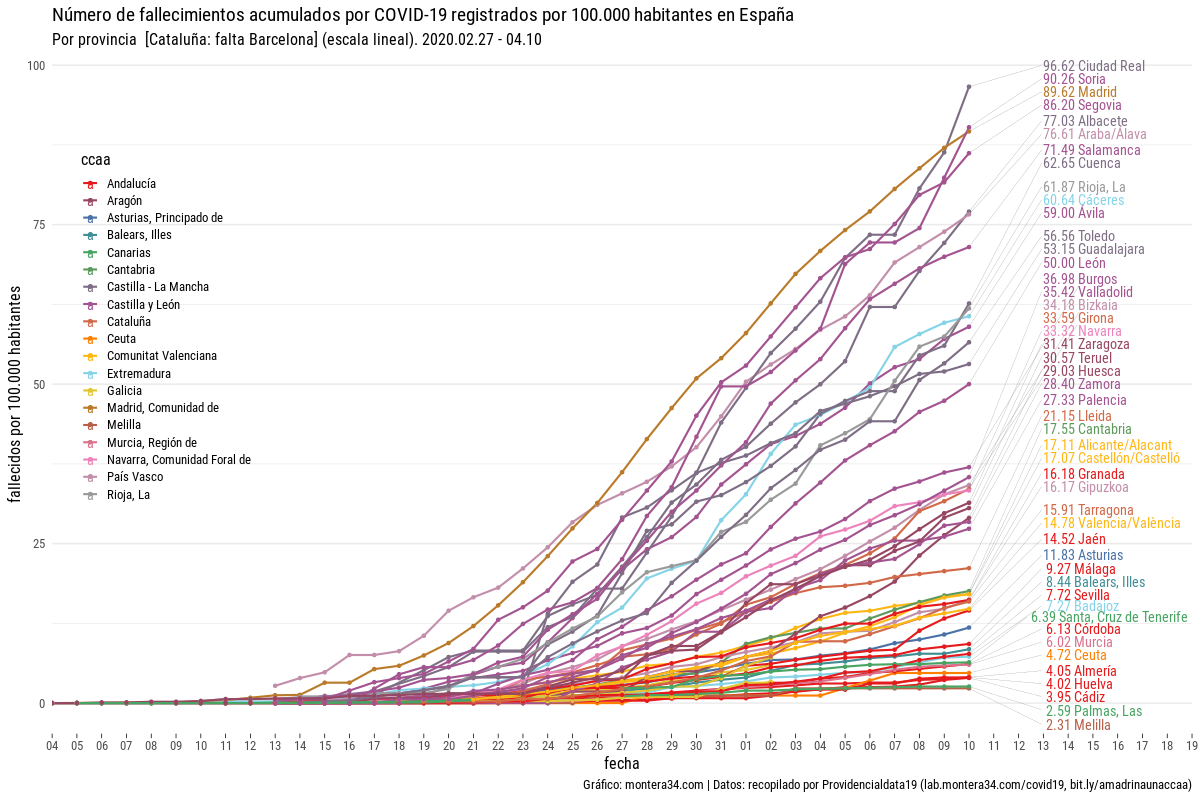 Número de fallecimientos acumulados por COVID-19 registrados por 100.000 habitantes en España
Por provincia [Cataluña: falta Barcelona] (escala lineal). 2020.02.27 - 04.10
100
75
50
25
0
fallecidos por 100.000 habitantes
ccaa
Andalucía
Aragón
Asturias, Principado de
Balears, Illes
Canarias
Cantabria
Castilla - La Mancha
Castilla y León
Cataluña
Ceuta
Comunitat Valenciana
Extremadura
Galicia
Madrid, Comunidad de
Melilla
Murcia, Región de
Navarra, Comunidad Foral de
País Vasco
Rioja, La
96.62 Ciudad Real
90.26 Soria
89.62 Madrid
86.20 Segovia
77.03 Albacete
76.61 Araba/Álava
71.49 Salamanca
62.65 Cuenca
61.87 Rioja, La
60.64 Cáceres
59.00 Ávila
56.56 Toledo
53.15 Guadalajara
50.00 León
36.98 Burgos
35.42 Valladolid
34.18 Bizkaia
33.59 Girona
33.32 Navarra
31.41 Zaragoza
30.57 Teruel
29.03 Huesca
28.40 Zamora
27.33 Palencia
21.15 Lleida
17.55 Cantabria
17.11 Alicante/Alacant
17.07 Castellón/Castelló
16.18 Granada
16.17 Gipuzkoa
15.91 Tarragona
14.78 Valencia/València
14.52 Jaén
11.83 Asturias
9.27 Málaga
8.44 Balears, Illes
7.72 Sevilla
7.27 Badajoz
6.39 Santa, Cruz de Tenerife
6.13 Córdoba
6.02 Murcia
4.72 Ceuta
4.05 Almería
4.02 Huelva
3.95 Cádiz
2.59 Palmas, Las
2.31 Melilla
04 05 06 07 08 09 10 11 12 13 14 15 16 17 18 19 20 21 22 23 24 25 26 27 28 29 30 31 01 02 03 04 05 06 07 08 09 10 11 12 13 14 15 16 17 18 19
fecha
Gráfico: montera34.com | Datos: recopilado por Providencialdata19 (lab.montera34.com/covid19, bit.ly/amadrinaunaccaa)